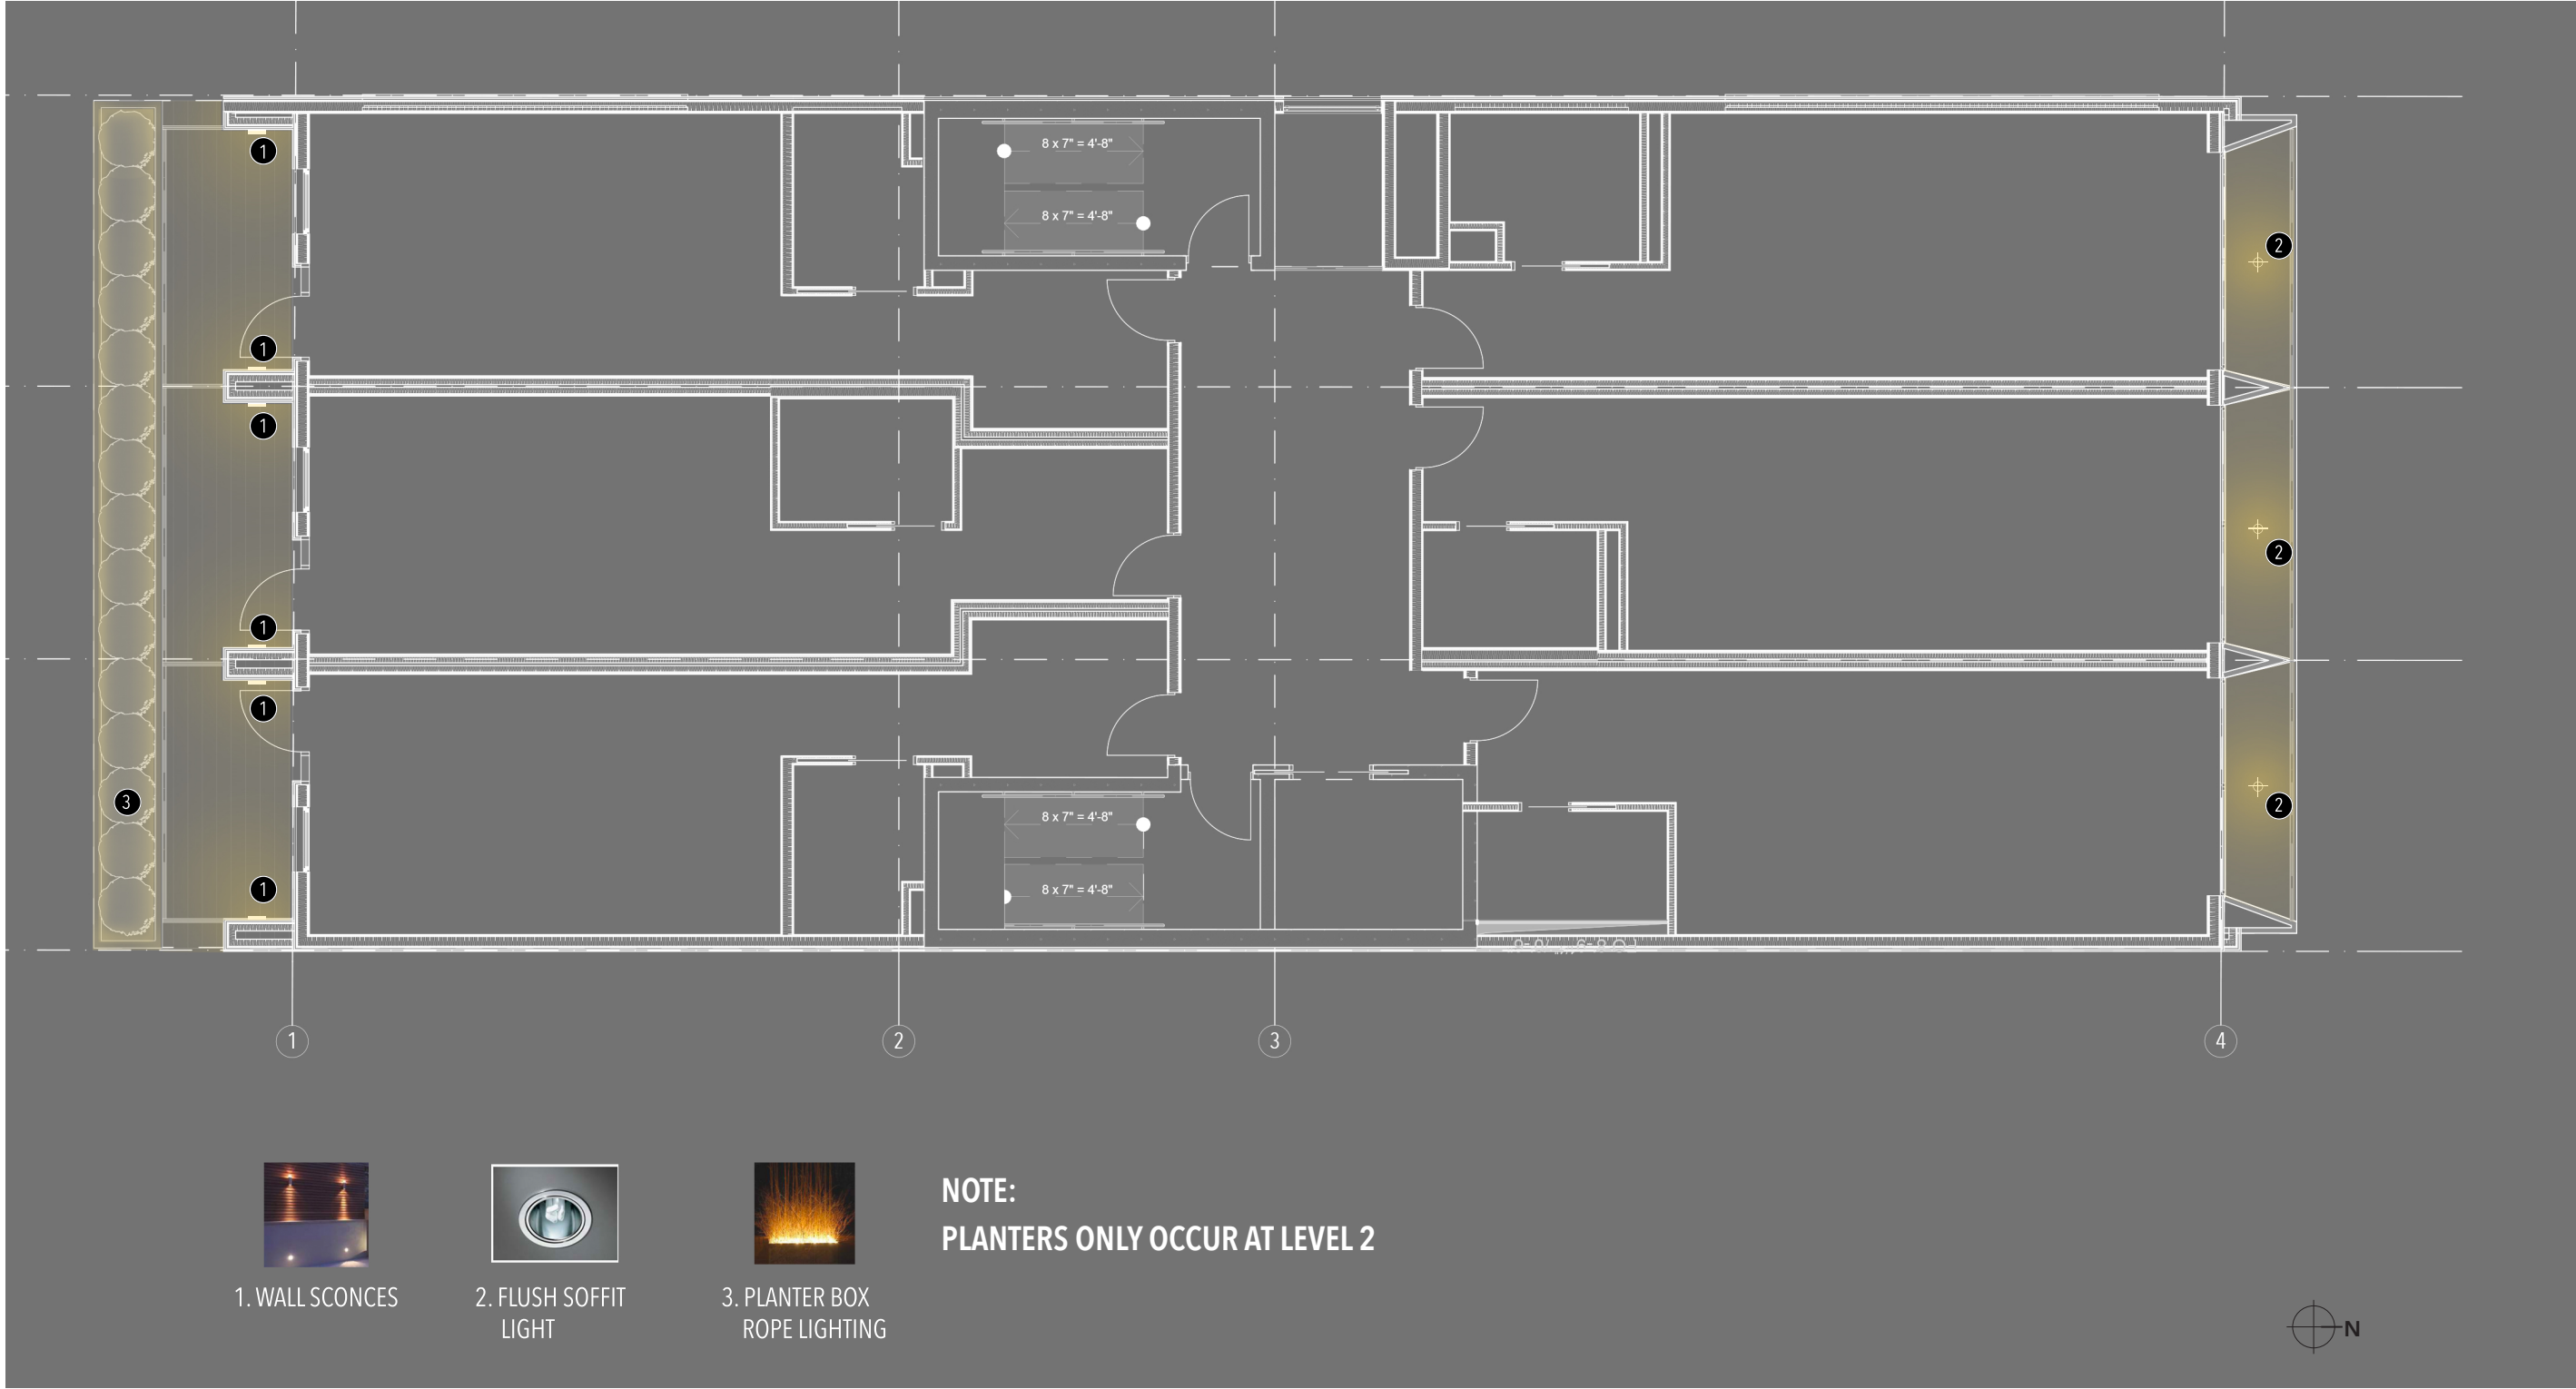 1
8 x 7" = 4'-8"
8 x 7" = 4'-8"
2
1
1
2
1
1
8 x 7" = 4'-8"
3
2
1
8 x 7" = 4'-8"
1
2
3
4
NOTE:
PLANTERS ONLY OCCUR AT LEVEL 2
1. WALL SCONCES
2. FLUSH SOFFIT
LIGHT
3. PLANTER BOX
ROPE LIGHTING
N